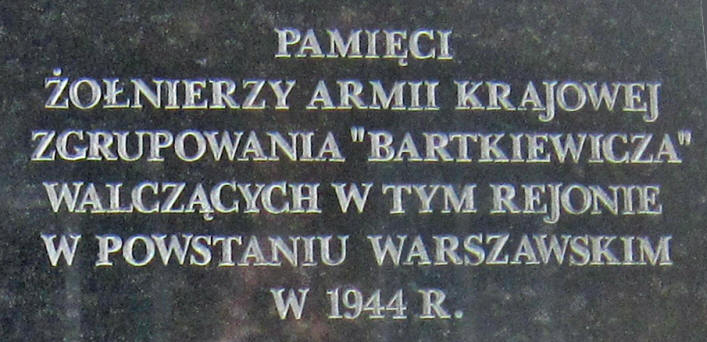 PAMIĘCI
ŻOŁNIERZY ARMII KRAJOWEJ
ZGRUPOWANIA "BARTKIEWICZA"
WALCZĄCYCH W TYM REJONIE
W POWSTANIU WARSZAWSKIM
W 1944 R.